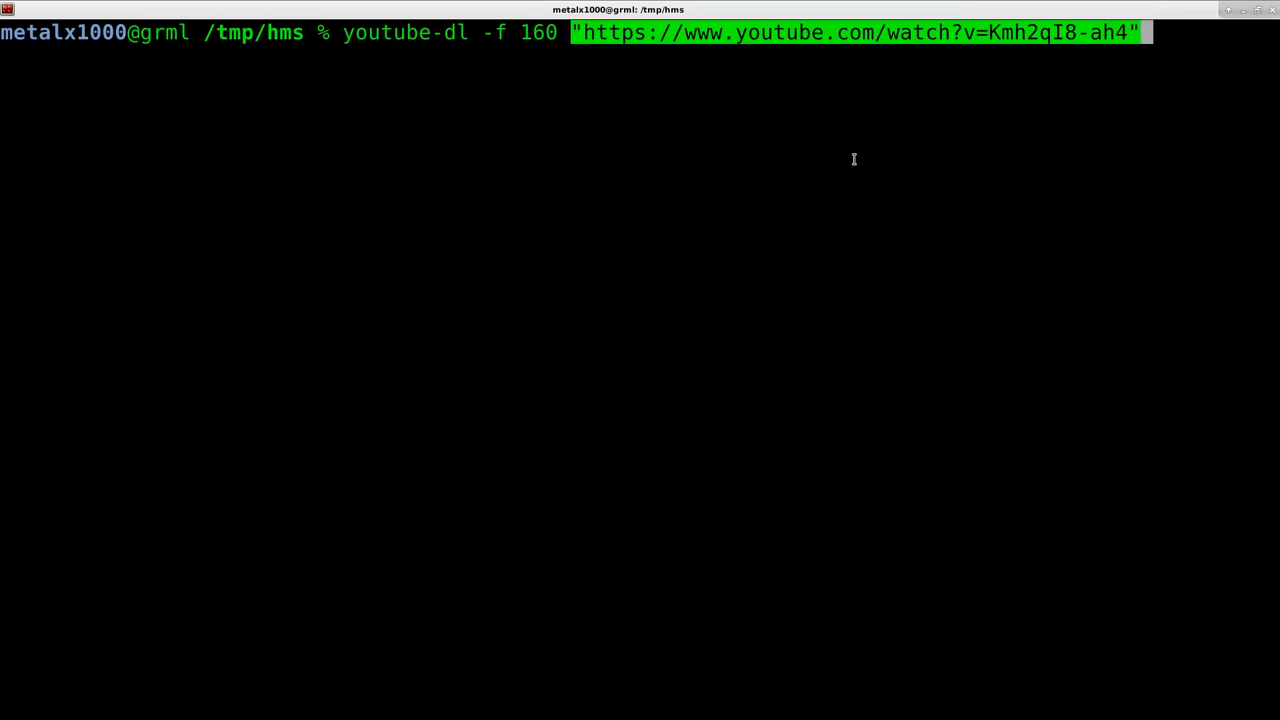 metalx1000@grml: /tmp/hms
metalx1000@grml /tmp/hms % youtube-dl -f 160 "https://www.youtube.com/watch?v=Kmh2qI8-ah4"